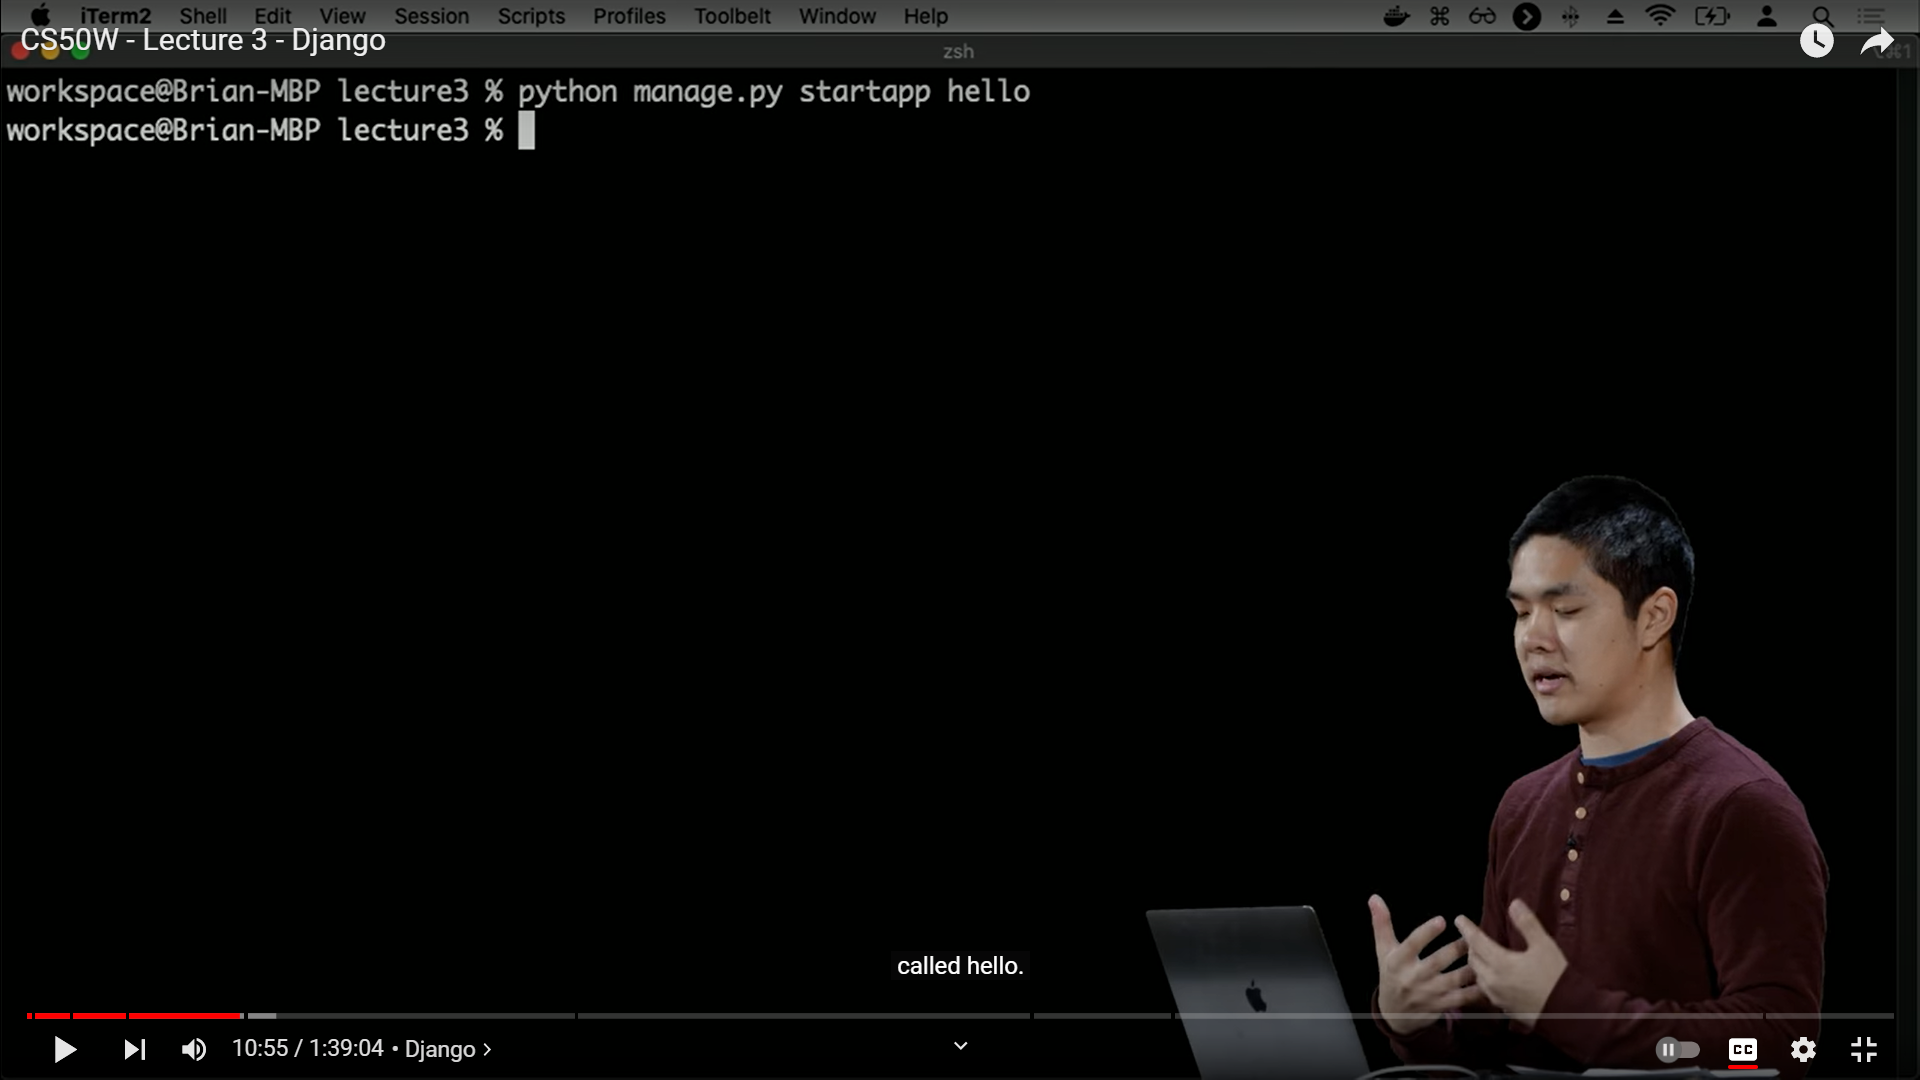 iTerm2 Shell Edit View Session Scripts Profiles Toolbelt Window Help
CS50W - Lecture 3 - Django
zsh
⌘1
workspace@Brian-MBP lecture3 % python manage.py startapp hello
workspace@Brian-MBP lecture3 %
called hello.
10:55 / 1:39:04 • Django >
CC